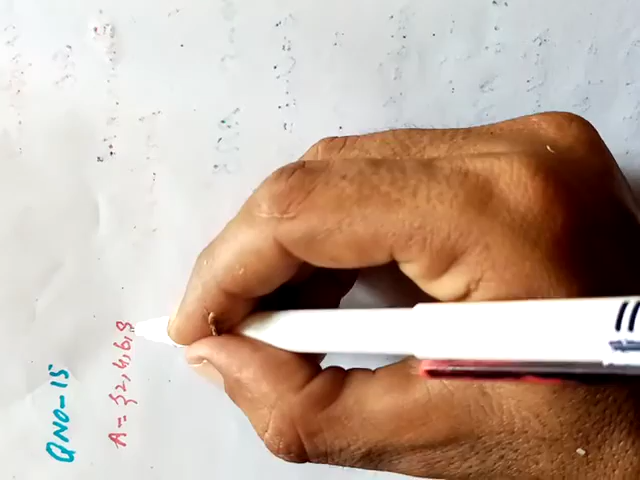 QNO-15
A = {2,4,6,8